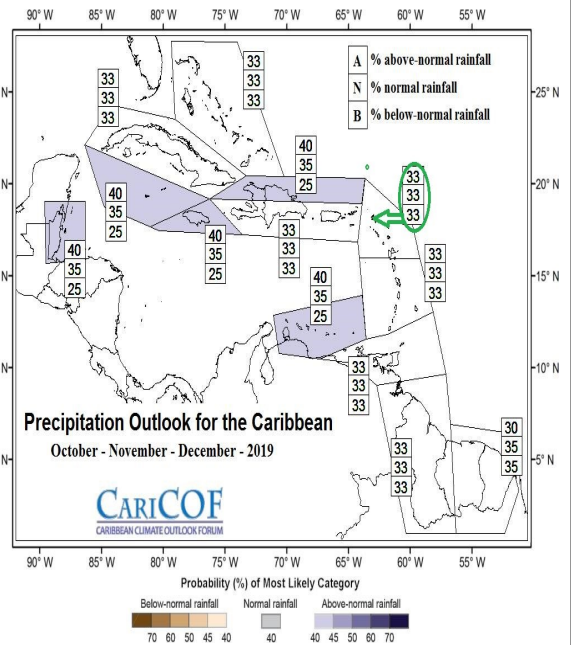 90° W 85° W 80° W 75° W 70° W 65° W 60° W 55° W
A % above-normal rainfall
N % normal rainfall
B % below-normal rainfall
33
33
33
33
33
33
N
25° N
40
35
25
33
33
33
N
20° N
40
35
25
40
35
25
33
33
33
40
35
25
33
33
33
N
15° N
40
35
25
N
10° N
33
33
33
Precipitation Outlook for the Caribbean
October - November - December - 2019
30
35
35
33
33
33
N
5° N
CARICOF
CARIBBEAN CLIMATE OUTLOOK FORUM
90° W 85° W 80° W 75° W 70° W 65° W 60° W 55° W
Probability (%) of Most Likely Category
Below-normal rainfall Normal rainfall Above-normal rainfall
70 60 50 45 40 40 40 45 50 60 70